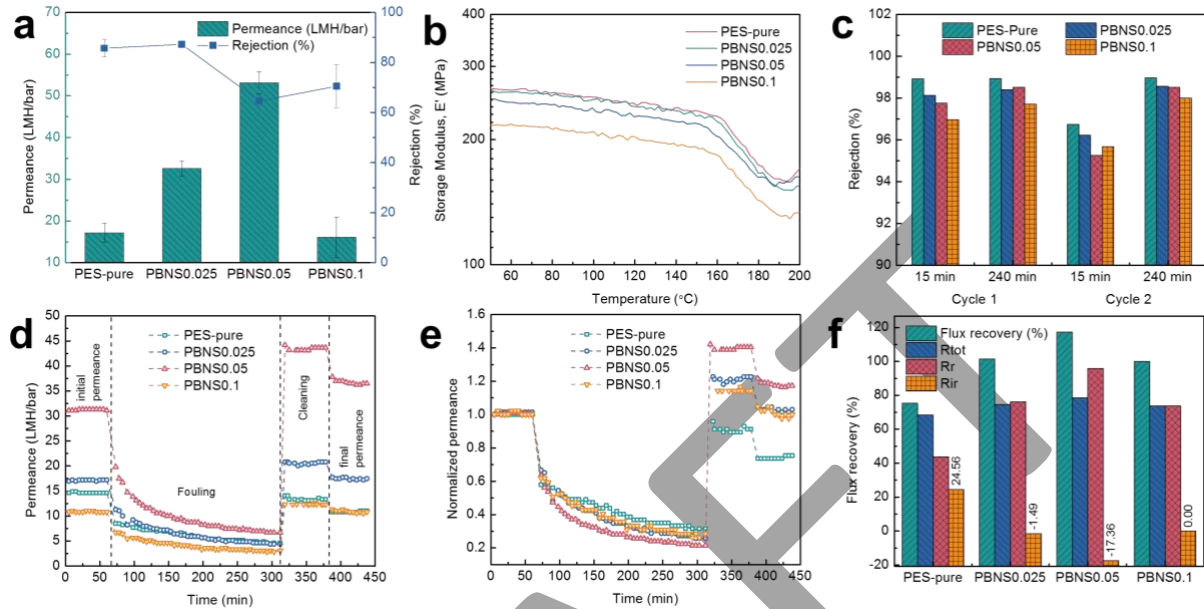 a
Permeance (LMH/bar)
Rejection (%)
Permeance (LMH/bar)
70
60
50
40
30
20
10
100
80
60
40
20
0
Rejection (%)
PES-pure PBNS0.025 PBNS0.05 PBNS0.1
b
Storage Modulus, E' (MPa)
400
300
200
100
PES-pure
PBNS0.025
PBNS0.05
PBNS0.1
60 80 100 120 140 160 180 200
Temperature (°C)
c
Rejection (%)
102
100
98
96
94
92
90
PES-Pure PBNS0.025
PBNS0.05 PBNS0.1
15 min 240 min 15 min 240 min
Cycle 1 Cycle 2
d
Permeance (LMH/bar)
50
45
40
35
30
25
20
15
10
5
0
PES-pure
PBNS0.025
PBNS0.05
PBNS0.1
initial
permeance
Fouling
Cleaning
final
permeance
0 50 100 150 200 250 300 350 400 450
Time (min)
e
Normalized permeance
1.6
1.4
1.2
1.0
0.8
0.6
0.4
0.2
PES-pure
PBNS0.025
PBNS0.05
PBNS0.1
0 50 100 150 200 250 300 350 400 450
Time (min)
f
Flux recovery (%)
120
100
80
60
40
20
0
-20
Flux recovery (%)
Rtot
Rr
Rir
24.56
-1.49
-17.36
0.00
PES-pure PBNS0.025 PBNS0.05 PBNS0.1